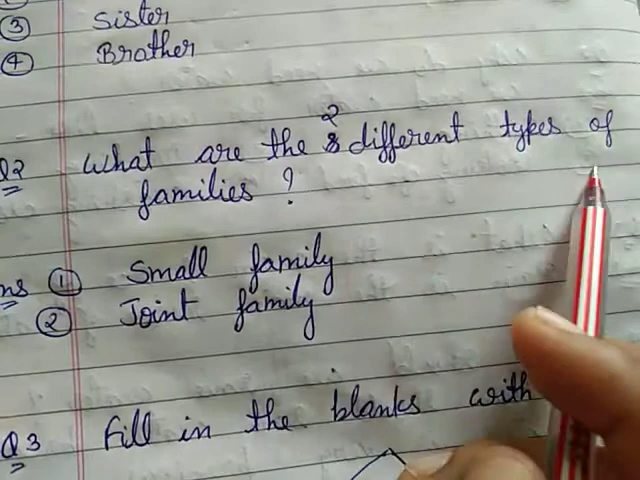 ③ Sister
④ Brother
Q2 What are the 2 different types of
families ?
Ans ① Small family
② Joint family
Q3 Fill in the blanks with